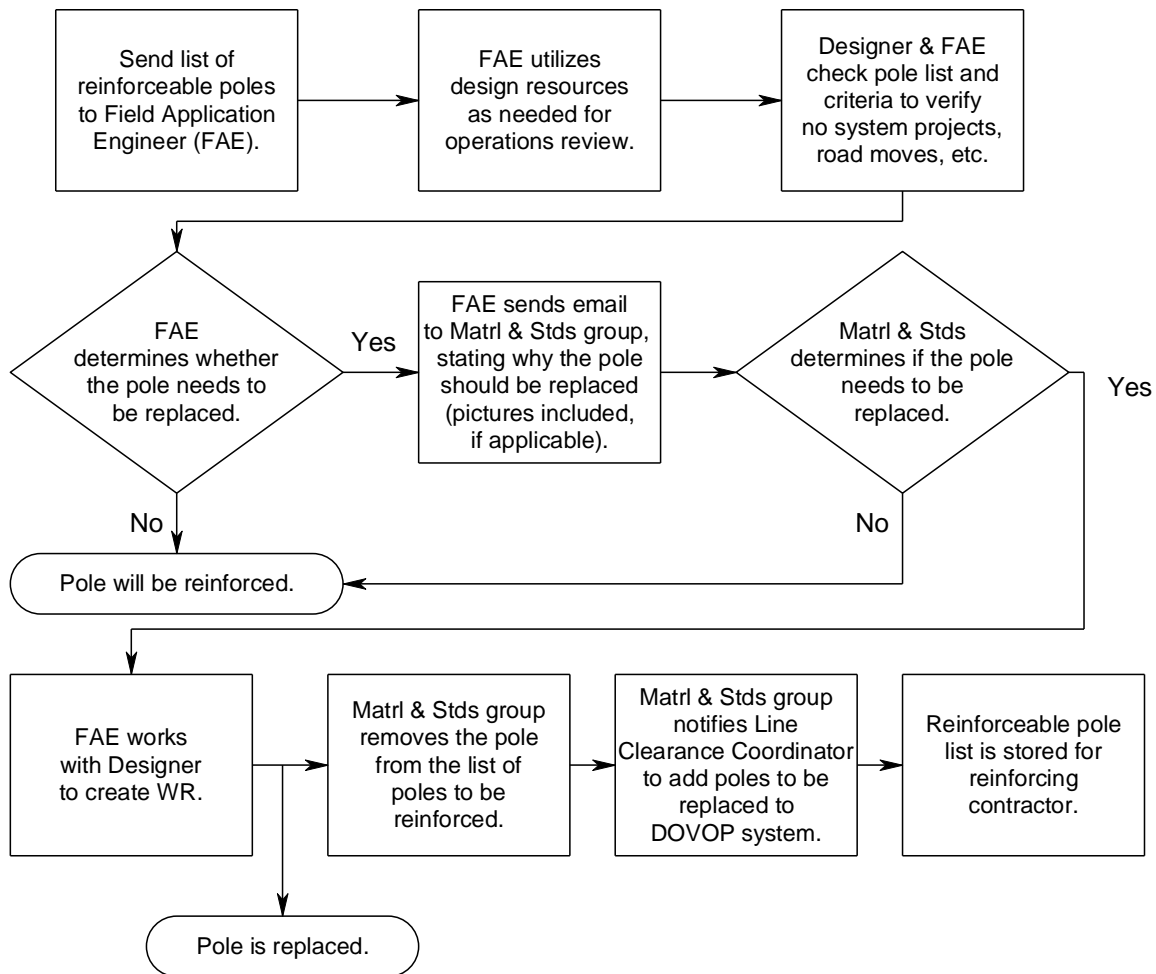 Send list of
reinforceable poles
to Field Application
Engineer (FAE).
FAE utilizes
design resources
as needed for
operations review.
Designer & FAE
check pole list and
criteria to verify
no system projects,
road moves, etc.
FAE
determines whether
the pole needs to
be replaced.
Yes
FAE sends email
to Matrl & Stds group,
stating why the pole
should be replaced
(pictures included,
if applicable).
Matrl & Stds
determines if the pole
needs to be
replaced.
Yes
No
No
Pole will be reinforced.
FAE works
with Designer
to create WR.
Matrl & Stds group
removes the pole
from the list of
poles to be
reinforced.
Matrl & Stds group
notifies Line
Clearance Coordinator
to add poles to be
replaced to
DOVOP system.
Reinforceable pole
list is stored for
reinforcing
contractor.
Pole is replaced.